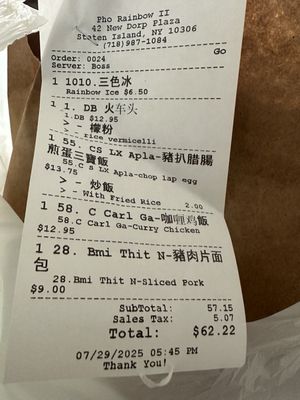 Pho Rainbow II
42 New Dorp Plaza
Staten Island, NY 10306
(718)987-1084
Go
Order: 0024
Server: Boss
1 1010.三色冰
Rainbow Ice $6.50
1 1. DB 火车头
1.DB $12.95
> - 檬粉
> - rice vermicelli
1 55. CS LX Apla-豬扒腊腸
煎蛋三寶飯
55.C s LX Apla-chop lap egg
$13.75
> - 炒飯
> - With Fried Rice 2.00
1 58. C Carl Ga-咖喱鸡飯
58.C Carl Ga-Curry Chicken
$12.95
1 28. Bmi Thit N-豬肉片面
包
28.Bmi Thit N-Sliced Pork
$9.00
SubTotal: 57.15
Sales Tax: 5.07
Total: $62.22
07/29/2025 05:45 PM
Thank You!